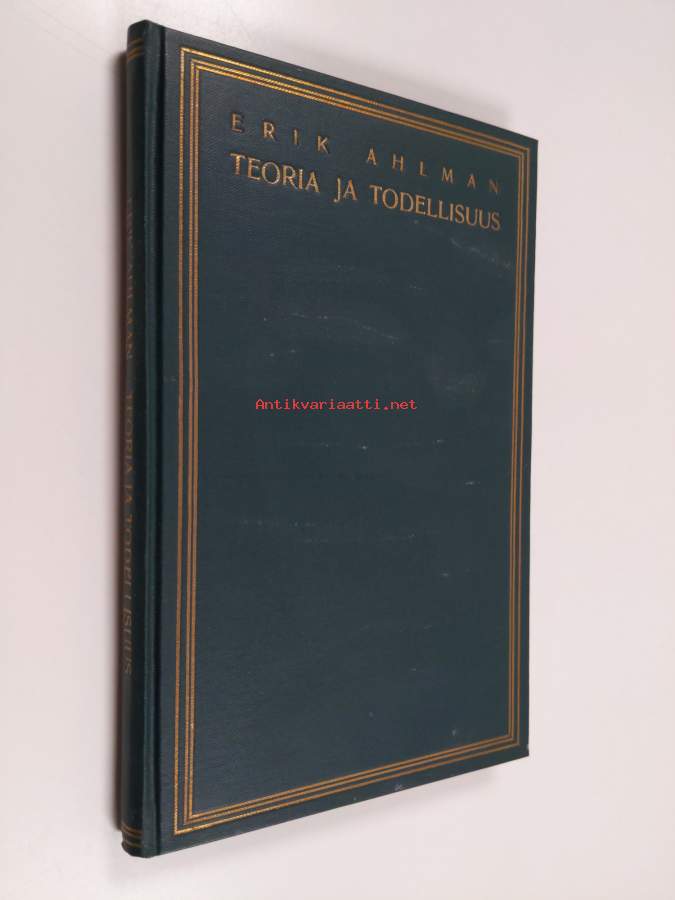 ERIK AHLMAN
TEORIA JA TODELLISUUS
Antikvariaatti.net
ERIK AHLMAN TEORIA JA TODELLISUUS